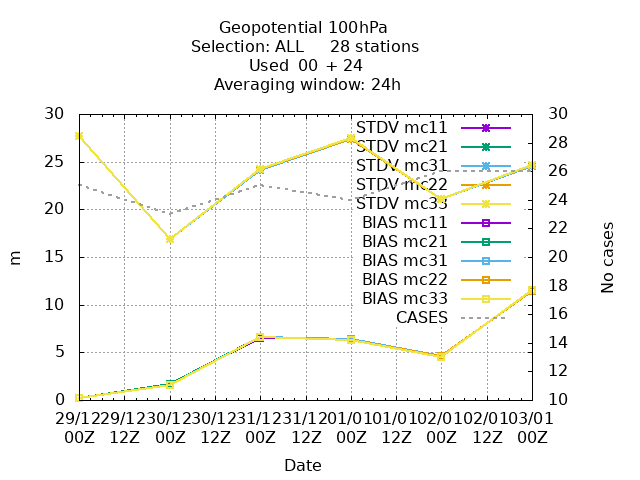 Geopotential 100hPa
Selection: ALL 28 stations
Used 00 + 24
Averaging window: 24h
30
25
20
15
10
5
0
m
30
28
26
24
22
20
18
16
14
12
10
No cases
STDV mc11
STDV mc21
STDV mc31
STDV mc22
STDV mc33
BIAS mc11
BIAS mc21
BIAS mc31
BIAS mc22
BIAS mc33
CASES
29/12 29/12 30/12 30/12 31/12 31/12 01/01 01/01 02/01 02/01 03/01
00Z 12Z 00Z 12Z 00Z 12Z 00Z 12Z 00Z 12Z 00Z
Date